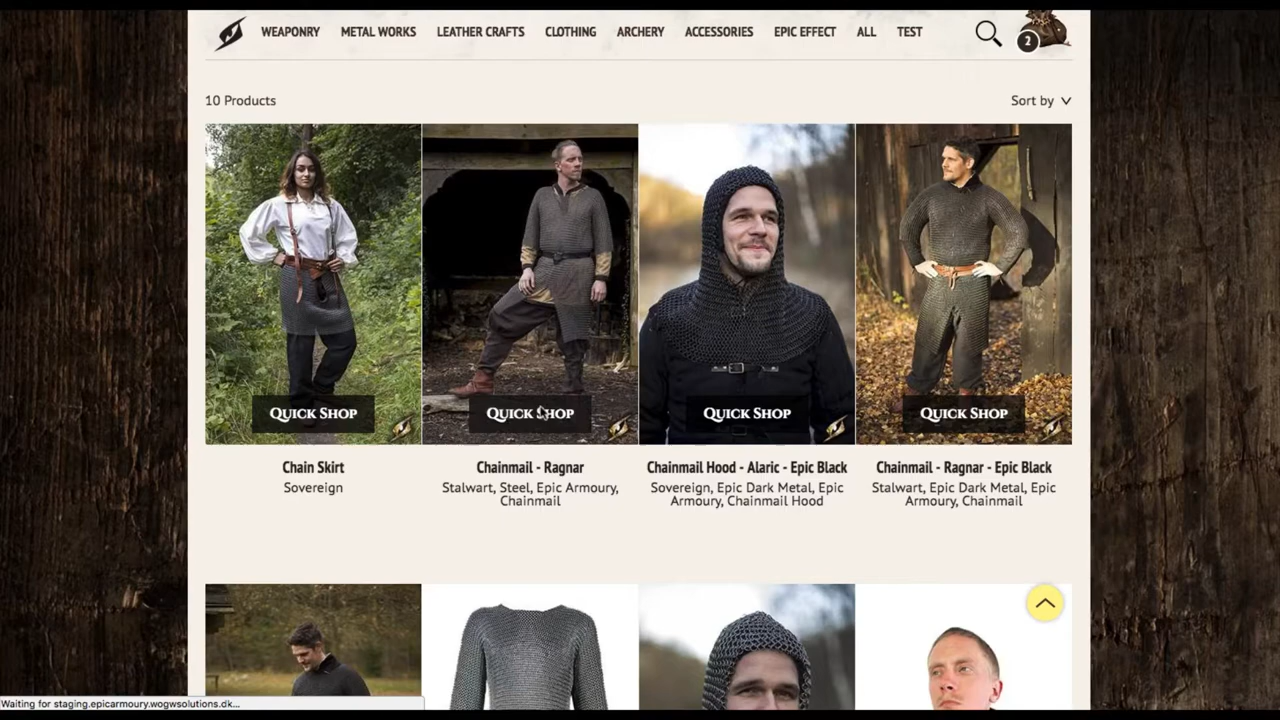 WEAPONRY METAL WORKS LEATHER CRAFTS CLOTHING ARCHERY ACCESSORIES EPIC EFFECT ALL TEST
2
10 Products
Sort by
Quick Shop
Quick Shop
Quick Shop
Quick Shop
Chain Skirt
Sovereign
Chainmail - Ragnar
Stalwart, Steel, Epic Armoury,
Chainmail
Chainmail Hood - Alaric - Epic Black
Sovereign, Epic Dark Metal, Epic
Armoury, Chainmail Hood
Chainmail - Ragnar - Epic Black
Stalwart, Epic Dark Metal, Epic
Armoury, Chainmail
Waiting for staging.epicarmoury.wogwsolutions.dk...